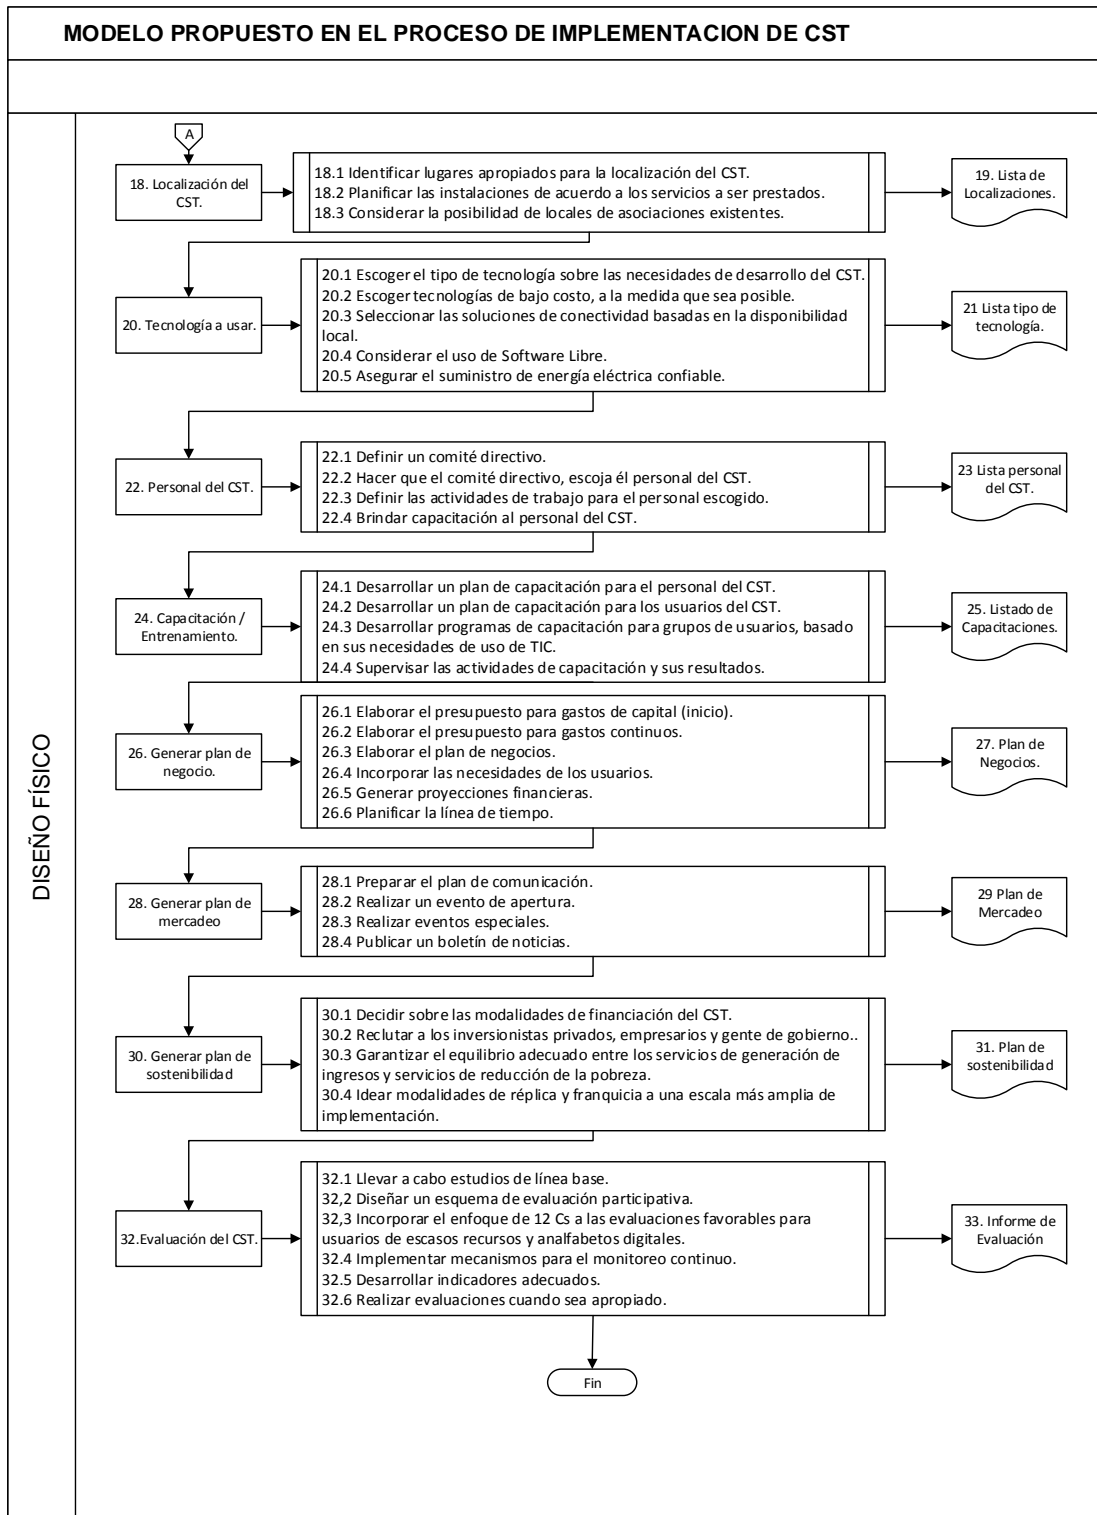 MODELO PROPUESTO EN EL PROCESO DE IMPLEMENTACION DE CST
DISEÑO FÍSICO
A
18. Localización del
CST.
18.1 Identificar lugares apropiados para la localización del CST.
18.2 Planificar las instalaciones de acuerdo a los servicios a ser prestados.
18.3 Considerar la posibilidad de locales de asociaciones existentes.
19. Lista de
Localizaciones.
20. Tecnología a usar.
20.1 Escoger el tipo de tecnología sobre las necesidades de desarrollo del CST.
20.2 Escoger tecnologías de bajo costo, a la medida que sea posible.
20.3 Seleccionar las soluciones de conectividad basadas en la disponibilidad
local.
20.4 Considerar el uso de Software Libre.
20.5 Asegurar el suministro de energía eléctrica confiable.
21 Lista tipo de
tecnología.
22. Personal del CST.
22.1 Definir un comité directivo.
22.2 Hacer que el comité directivo, escoja él personal del CST.
22.3 Definir las actividades de trabajo para el personal escogido.
22.4 Brindar capacitación al personal del CST.
23 Lista personal
del CST.
24. Capacitación /
Entrenamiento.
24.1 Desarrollar un plan de capacitación para el personal del CST.
24.2 Desarrollar un plan de capacitación para los usuarios del CST.
24.3 Desarrollar programas de capacitación para grupos de usuarios, basado
en sus necesidades de uso de TIC.
24.4 Supervisar las actividades de capacitación y sus resultados.
25. Listado de
Capacitaciones.
26. Generar plan de
negocio.
26.1 Elaborar el presupuesto para gastos de capital (inicio).
26.2 Elaborar el presupuesto para gastos continuos.
26.3 Elaborar el plan de negocios.
26.4 Incorporar las necesidades de los usuarios.
26.5 Generar proyecciones financieras.
26.6 Planificar la línea de tiempo.
27. Plan de
Negocios.
28. Generar plan de
mercadeo
28.1 Preparar el plan de comunicación.
28.2 Realizar un evento de apertura.
28.3 Realizar eventos especiales.
28.4 Publicar un boletín de noticias.
29 Plan de
Mercadeo
30. Generar plan de
sostenibilidad
30.1 Decidir sobre las modalidades de financiación del CST.
30.2 Reclutar a los inversionistas privados, empresarios y gente de gobierno..
30.3 Garantizar el equilibrio adecuado entre los servicios de generación de
ingresos y servicios de reducción de la pobreza.
30.4 Idear modalidades de réplica y franquicia a una escala más amplia de
implementación.
31. Plan de
sostenibilidad
32.Evaluación del CST.
32.1 Llevar a cabo estudios de línea base.
32,2 Diseñar un esquema de evaluación participativa.
32,3 Incorporar el enfoque de 12 Cs a las evaluaciones favorables para
usuarios de escasos recursos y analfabetos digitales.
32.4 Implementar mecanismos para el monitoreo continuo.
32.5 Desarrollar indicadores adecuados.
32.6 Realizar evaluaciones cuando sea apropiado.
33. Informe de
Evaluación
Fin